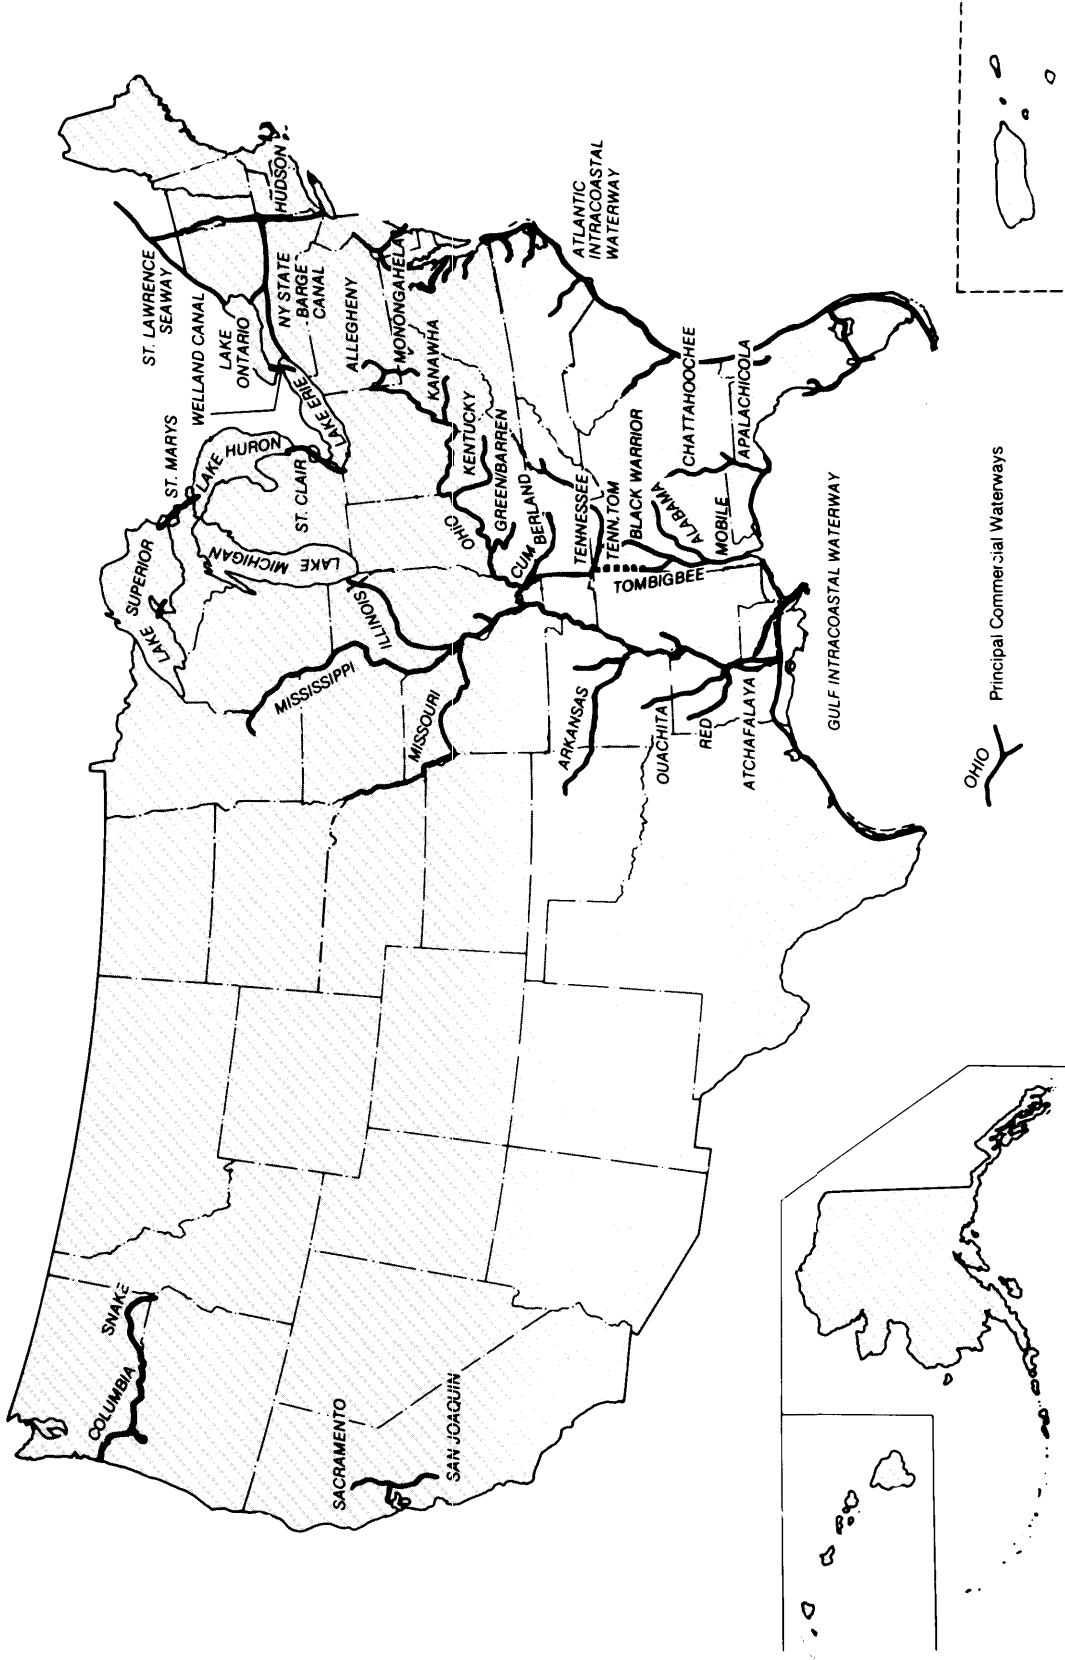 ST. LAWRENCE
SEAWAY
WELLAND CANAL
LAKE
ONTARIO
NY STATE
BARGE
CANAL
HUDSON
ST. MARYS
LAKE HURON
ST. CLAIR
LAKE ERIE
LAKE SUPERIOR
LAKE MICHIGAN
ALLEGHENY
MONONGAHELA
KANAWHA
KENTUCKY
GREEN/BARREN
OHIO
CUMBERLAND
TENNESSEE
TENN. TOM
BLACK WARRIOR
ALABAMA
MOBILE
TOMBIGBEE
CHATTAHOOCHEE
APALACHICOLA
ATLANTIC
INTRACOASTAL
WATERWAY
ILLINOIS
MISSISSIPPI
MISSOURI
ARKANSAS
OUACHITA
RED
ATCHAFALAYA
GULF INTRACOASTAL WATERWAY
SNAKE
COLUMBIA
SACRAMENTO
SAN JOAQUIN
OHIO
Principal Commercial Waterways